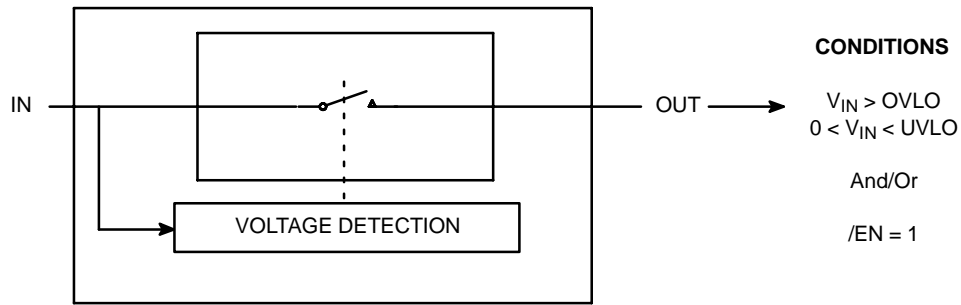 CONDITIONS
IN
OUT
V_IN > OVLO
0 < V_IN < UVLO
And/Or
VOLTAGE DETECTION
/EN = 1